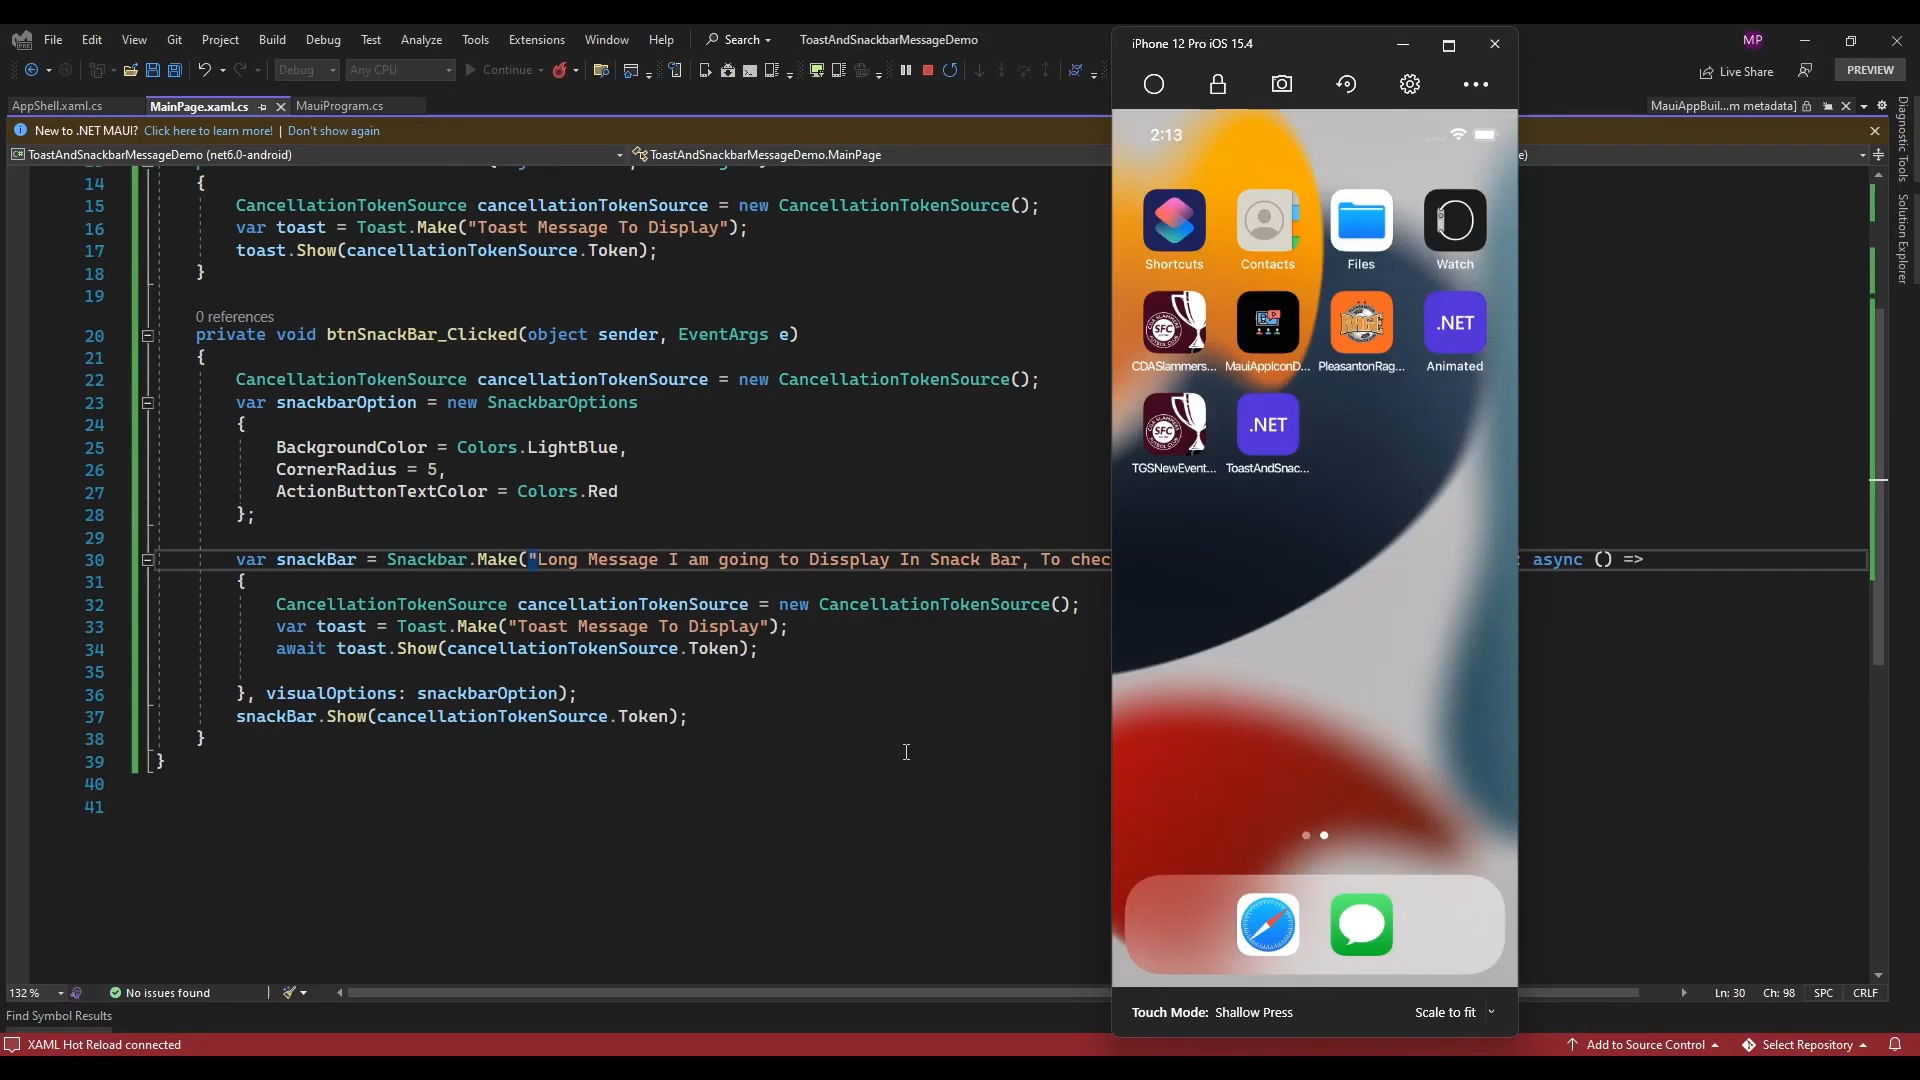 File Edit View Git Project Build Debug Test Analyze Tools Extensions Window Help Search ToastAndSnackbarMessageDemo MP
Debug Any CPU Continue Live Share PREVIEW
AppShell.xaml.cs MainPage.xaml.cs MauiProgram.cs MauiAppBuil...m metadata]
New to .NET MAUI? Click here to learn more! | Don't show again
ToastAndSnackbarMessageDemo (net6.0-android) ToastAndSnackbarMessageDemo.MainPage e)
14 {
15 CancellationTokenSource cancellationTokenSource = new CancellationTokenSource();
16 var toast = Toast.Make("Toast Message To Display");
17 toast.Show(cancellationTokenSource.Token);
18 }
19
0 references
20 private void btnSnackBar_Clicked(object sender, EventArgs e)
21 {
22 CancellationTokenSource cancellationTokenSource = new CancellationTokenSource();
23 var snackbarOption = new SnackbarOptions
24 {
25 BackgroundColor = Colors.LightBlue,
26 CornerRadius = 5,
27 ActionButtonTextColor = Colors.Red
28 };
29
30 var snackBar = Snackbar.Make("Long Message I am going to Dissplay In Snack Bar, To chec : async () =>
31 {
32 CancellationTokenSource cancellationTokenSource = new CancellationTokenSource();
33 var toast = Toast.Make("Toast Message To Display");
34 await toast.Show(cancellationTokenSource.Token);
35
36 }, visualOptions: snackbarOption);
37 snackBar.Show(cancellationTokenSource.Token);
38 }
39 }
40
41
132 % No issues found Ln: 30 Ch: 98 SPC CRLF
Find Symbol Results
XAML Hot Reload connected Add to Source Control Select Repository
Diagnostic Tools
Solution Explorer
iPhone 12 Pro iOS 15.4
2:13
Shortcuts Contacts Files Watch
SFC RAGE .NET
CDASlammers... MauiAppIconD... PleasantonRag... Animated
SFC .NET
TGSNewEvent... ToastAndSnac...
Touch Mode: Shallow Press Scale to fit